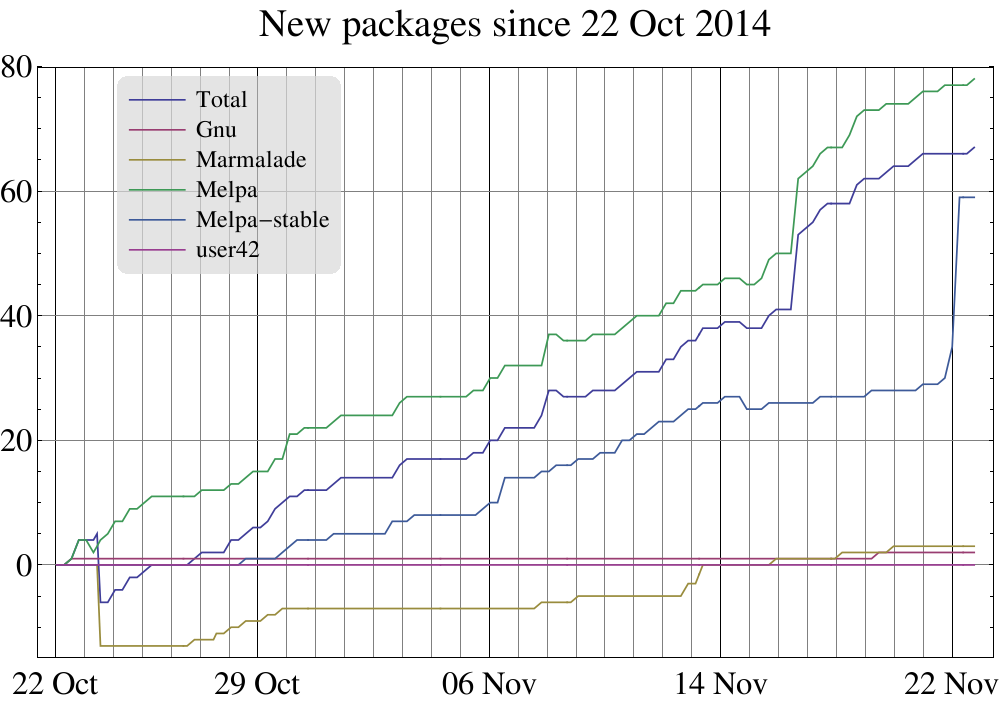 New packages since 22 Oct 2014
80
Total
Gnu
Marmalade
Melpa
Melpa−stable
user42
60
40
20
0
22 Oct 29 Oct 06 Nov 14 Nov 22 Nov